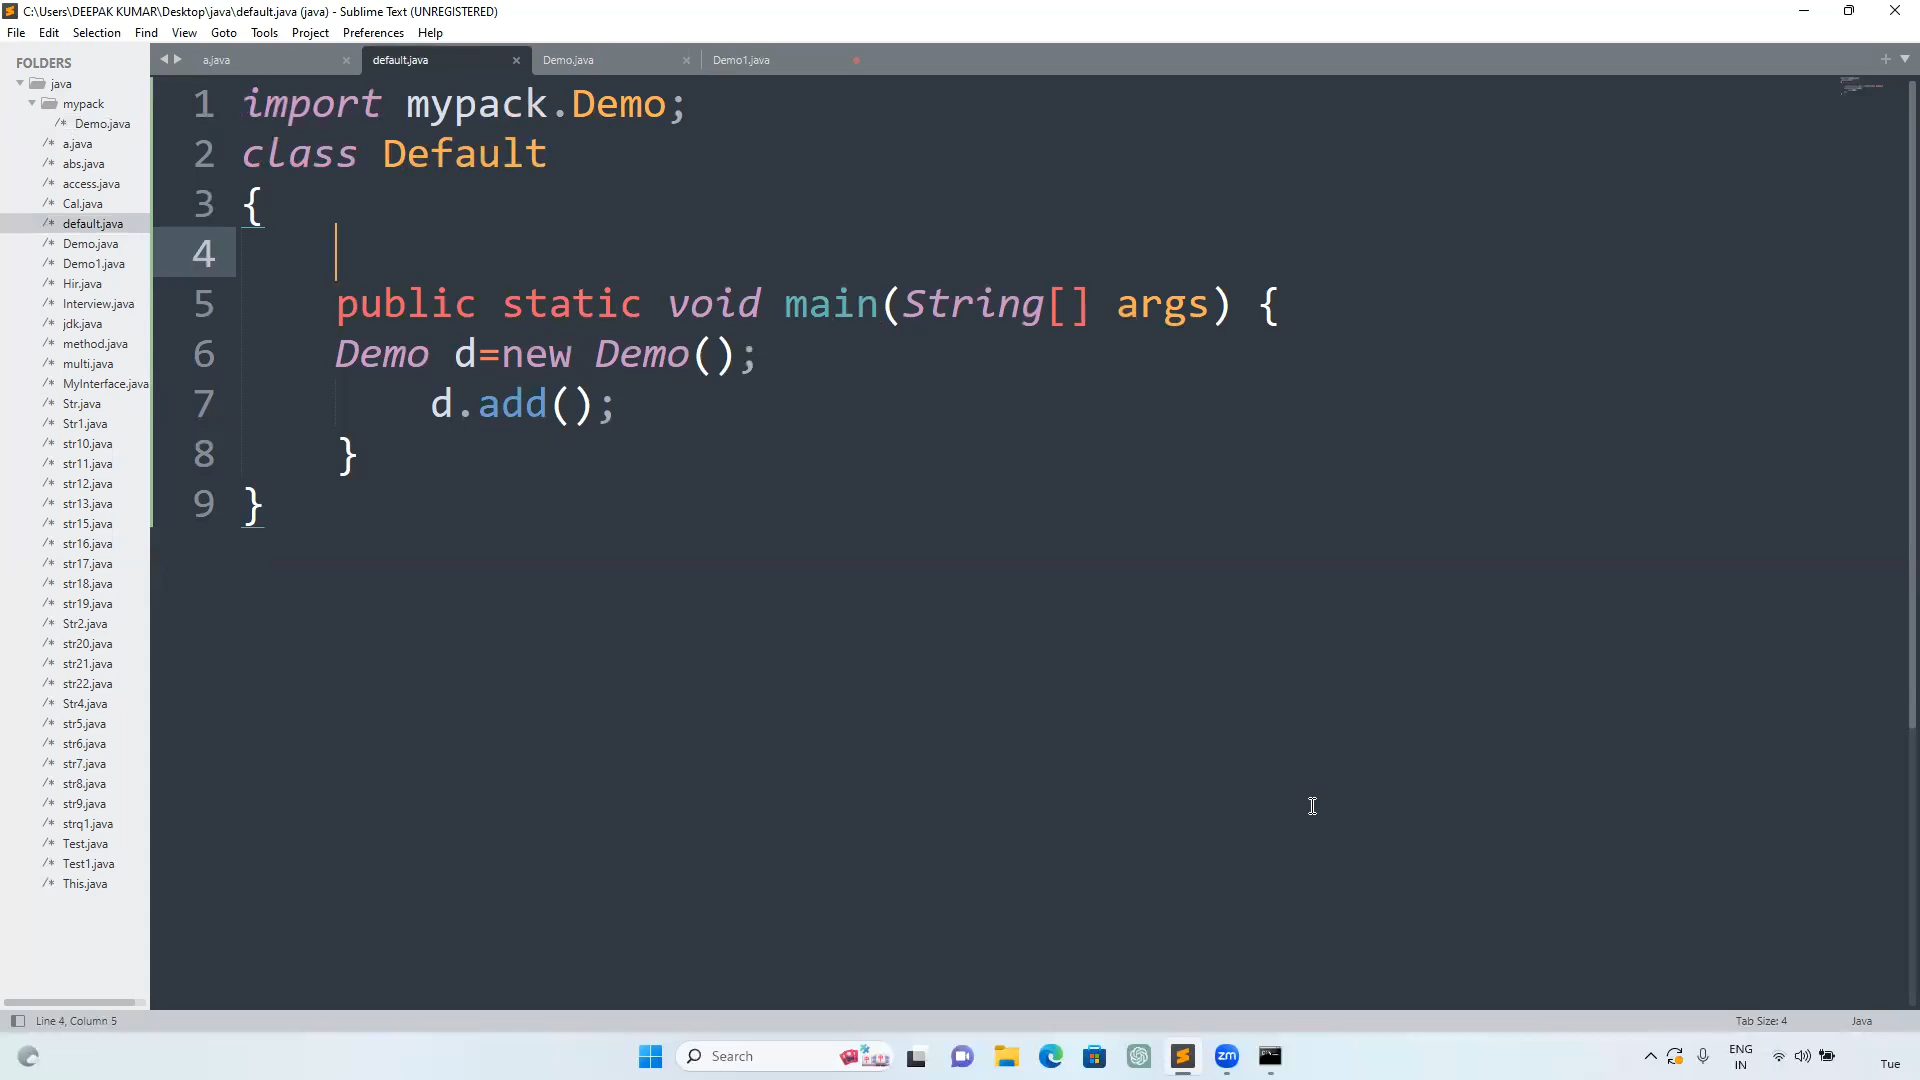 C:\Users\DEEPAK KUMAR\Desktop\java\default.java (java) - Sublime Text (UNREGISTERED)
File Edit Selection Find View Goto Tools Project Preferences Help
FOLDERS
java
mypack
/* Demo.java
/* a.java
/* abs.java
/* access.java
/* Cal.java
/* default.java
/* Demo.java
/* Demo1.java
/* Hir.java
/* Interview.java
/* jdk.java
/* method.java
/* multi.java
/* MyInterface.java
/* Str.java
/* Str1.java
/* str10.java
/* str11.java
/* str12.java
/* str13.java
/* str15.java
/* str16.java
/* str17.java
/* str18.java
/* str19.java
/* Str2.java
/* str20.java
/* str21.java
/* str22.java
/* Str4.java
/* str5.java
/* str6.java
/* str7.java
/* str8.java
/* str9.java
/* strq1.java
/* Test.java
/* Test1.java
/* This.java
a.java default.java Demo.java Demo1.java
1 import mypack.Demo;
2 class Default
3 {
4
5 public static void main(String[] args) {
6 Demo d=new Demo();
7 d.add();
8 }
9 }
Line 4, Column 5 Tab Size: 4 Java
Search
zm
ENG
IN
Tue